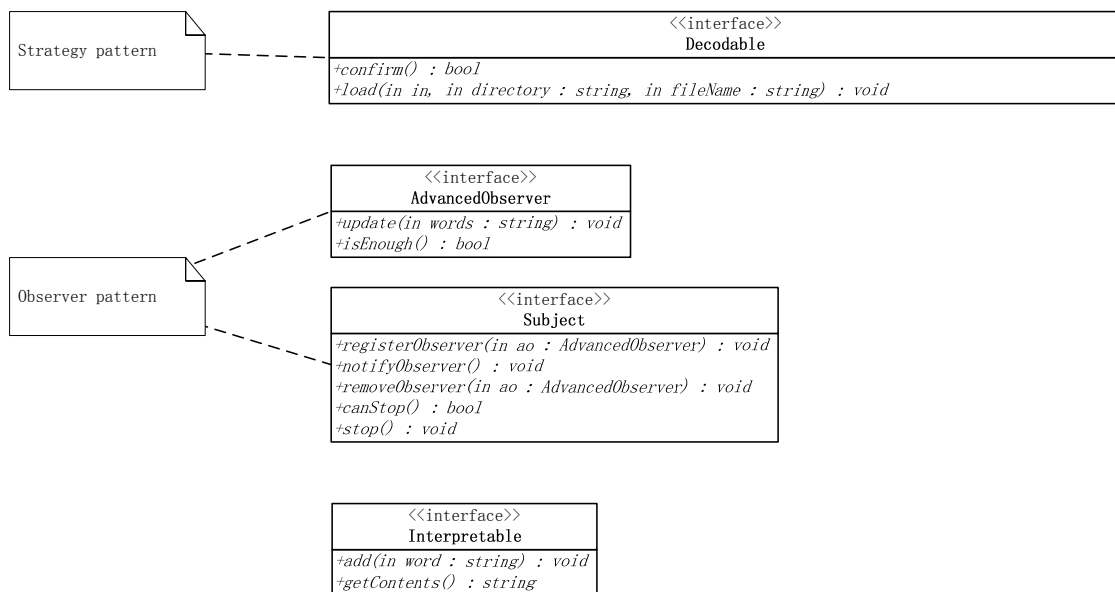 Strategy pattern
<<interface>>
Decodable
+confirm() : bool
+load(in in, in directory : string, in fileName : string) : void
<<interface>>
AdvancedObserver
+update(in words : string) : void
+isEnough() : bool
Observer pattern
<<interface>>
Subject
+registerObserver(in ao : AdvancedObserver) : void
+notifyObserver() : void
+removeObserver(in ao : AdvancedObserver) : void
+canStop() : bool
+stop() : void
<<interface>>
Interpretable
+add(in word : string) : void
+getContents() : string